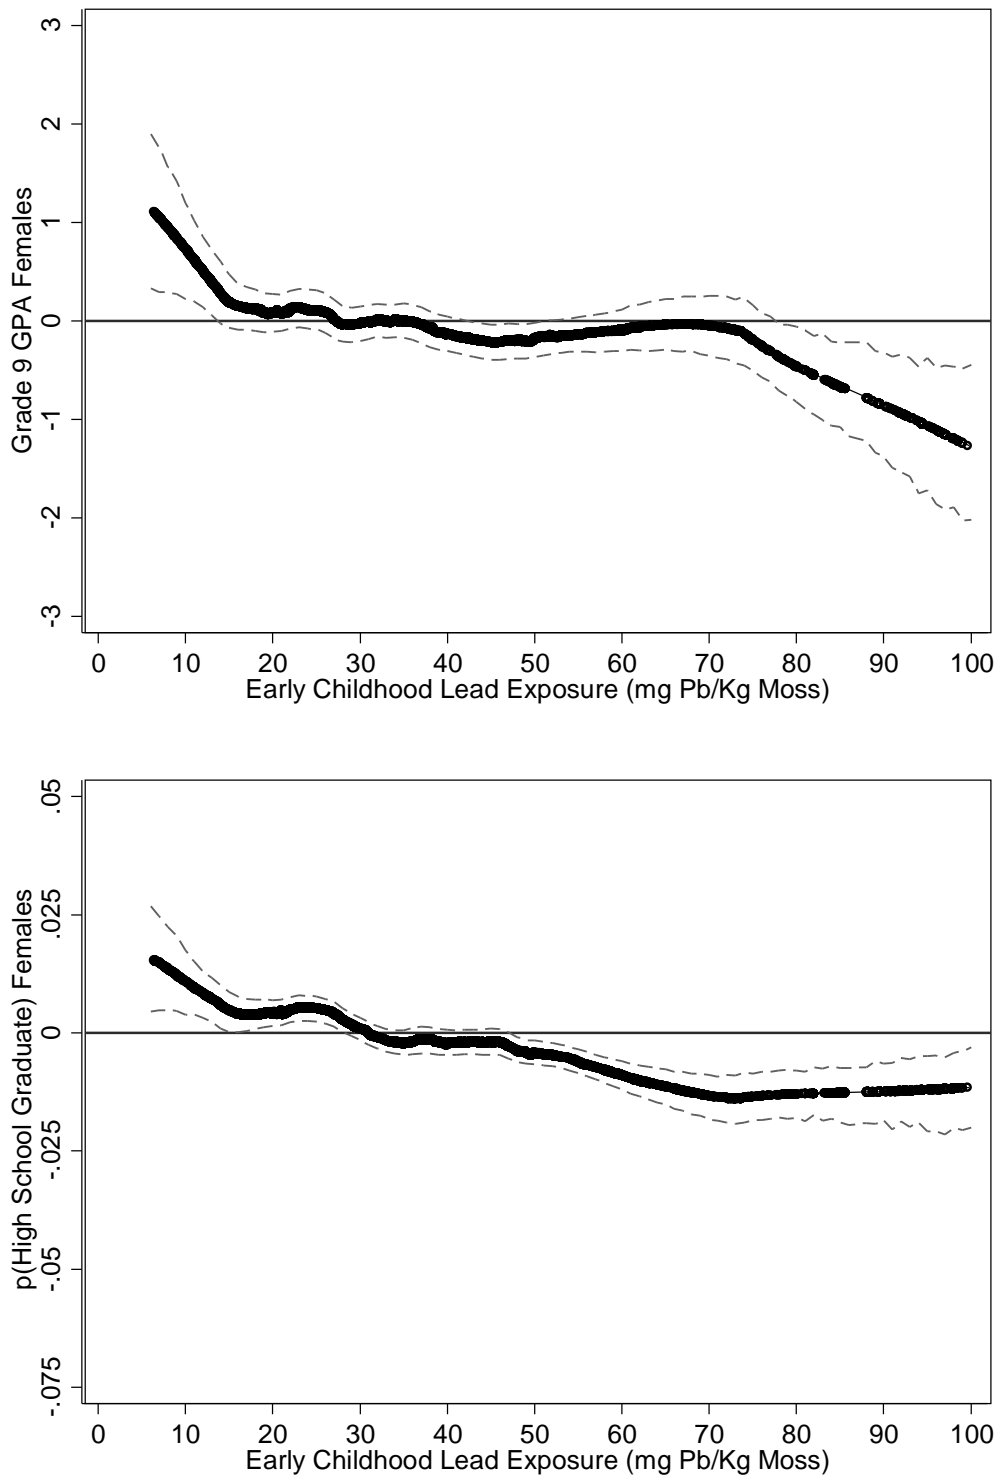 Grade 9 GPA Females
3
2
1
0
-1
-2
-3
0 10 20 30 40 50 60 70 80 90 100
Early Childhood Lead Exposure (mg Pb/Kg Moss)
p(High School Graduate) Females
.05
.025
0
-.025
-.05
-.075
0 10 20 30 40 50 60 70 80 90 100
Early Childhood Lead Exposure (mg Pb/Kg Moss)